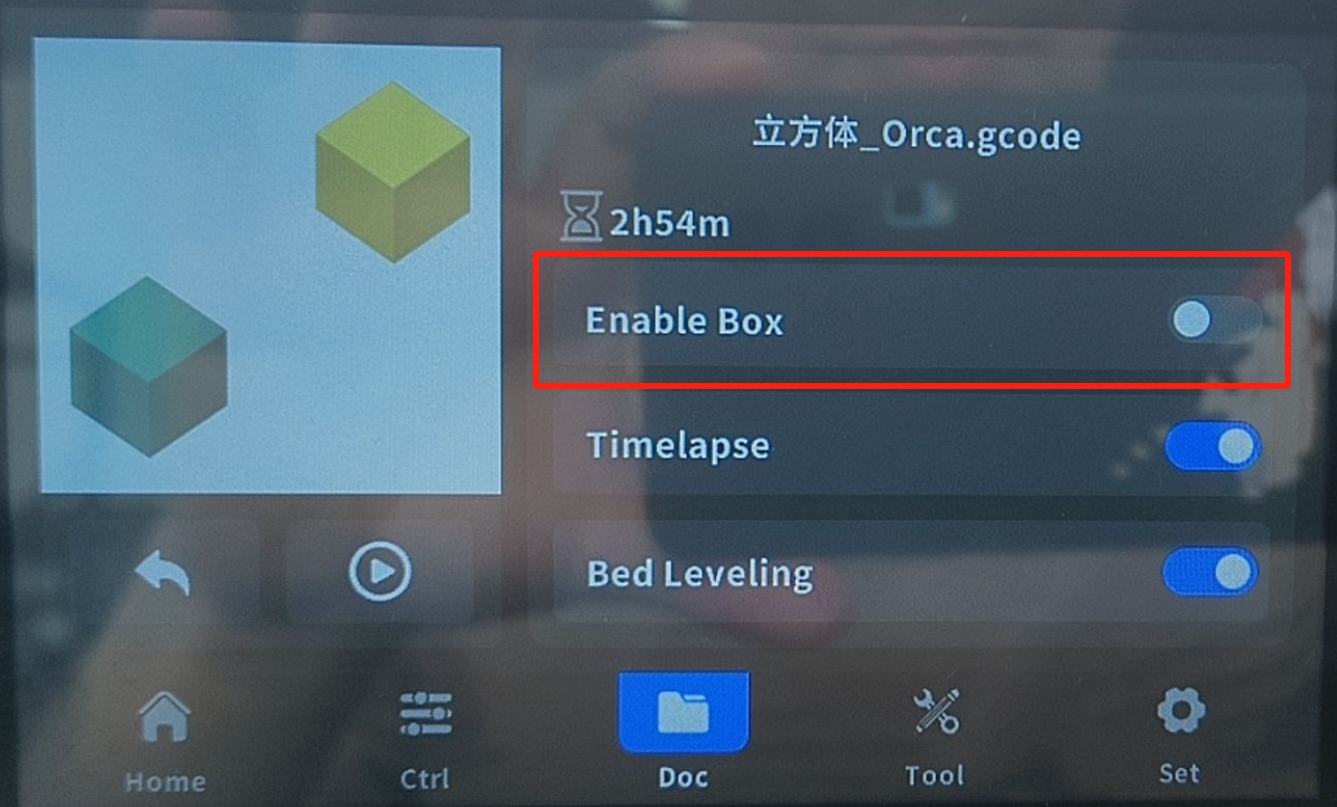 立方体_Orca.gcode
2h54m
Enable Box
Timelapse
Bed Leveling
Home
Ctrl
Doc
Tool
Set